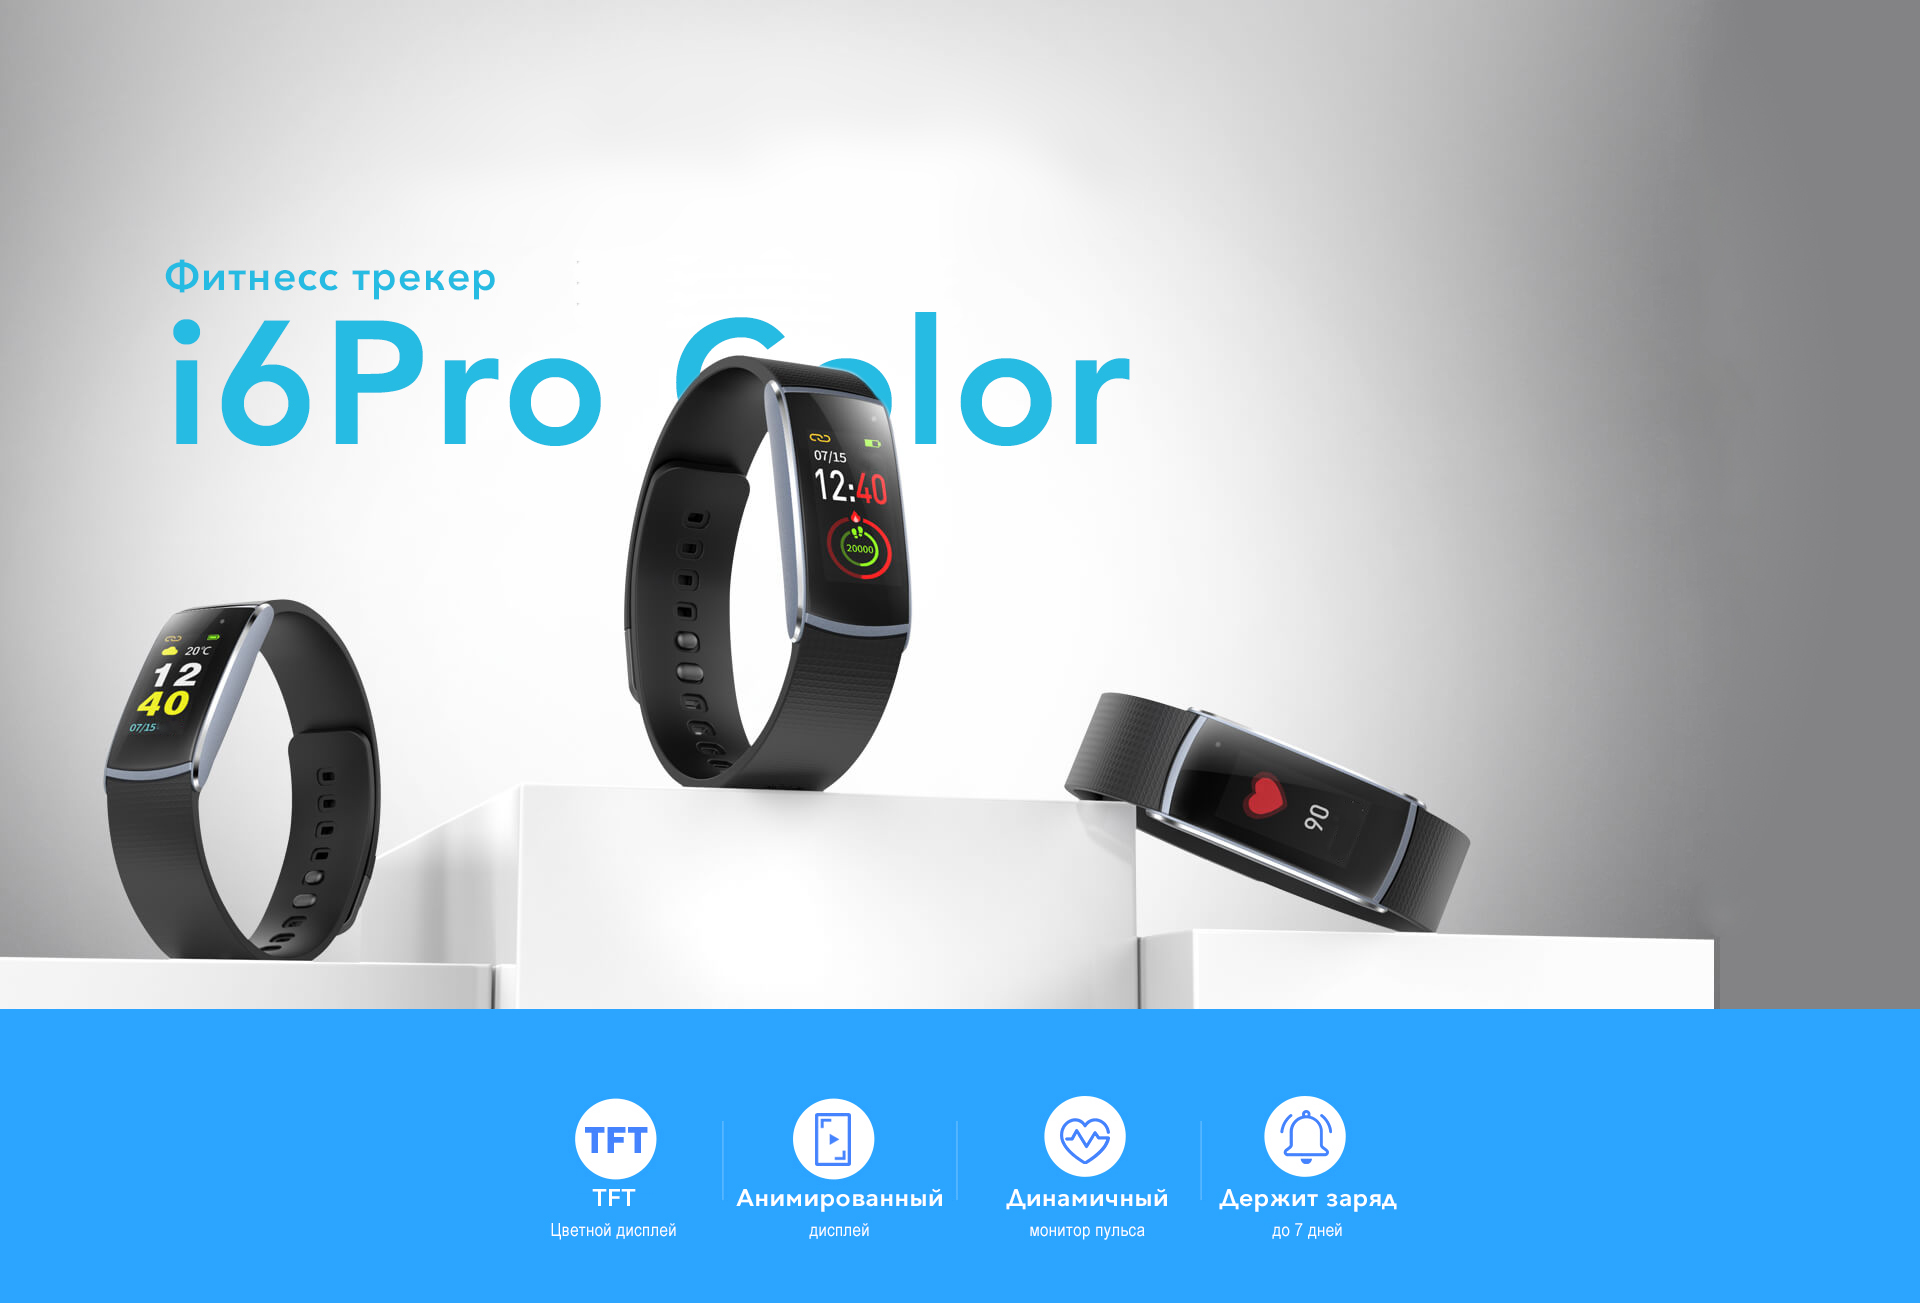 Фитнесс трекер
i6Pro Color
07/15
12:40
20000
20°C
12
40
07/15
90
TFT
TFT
Цветной дисплей
Анимированный
дисплей
Динамичный
монитор пульса
Держит заряд
до 7 дней